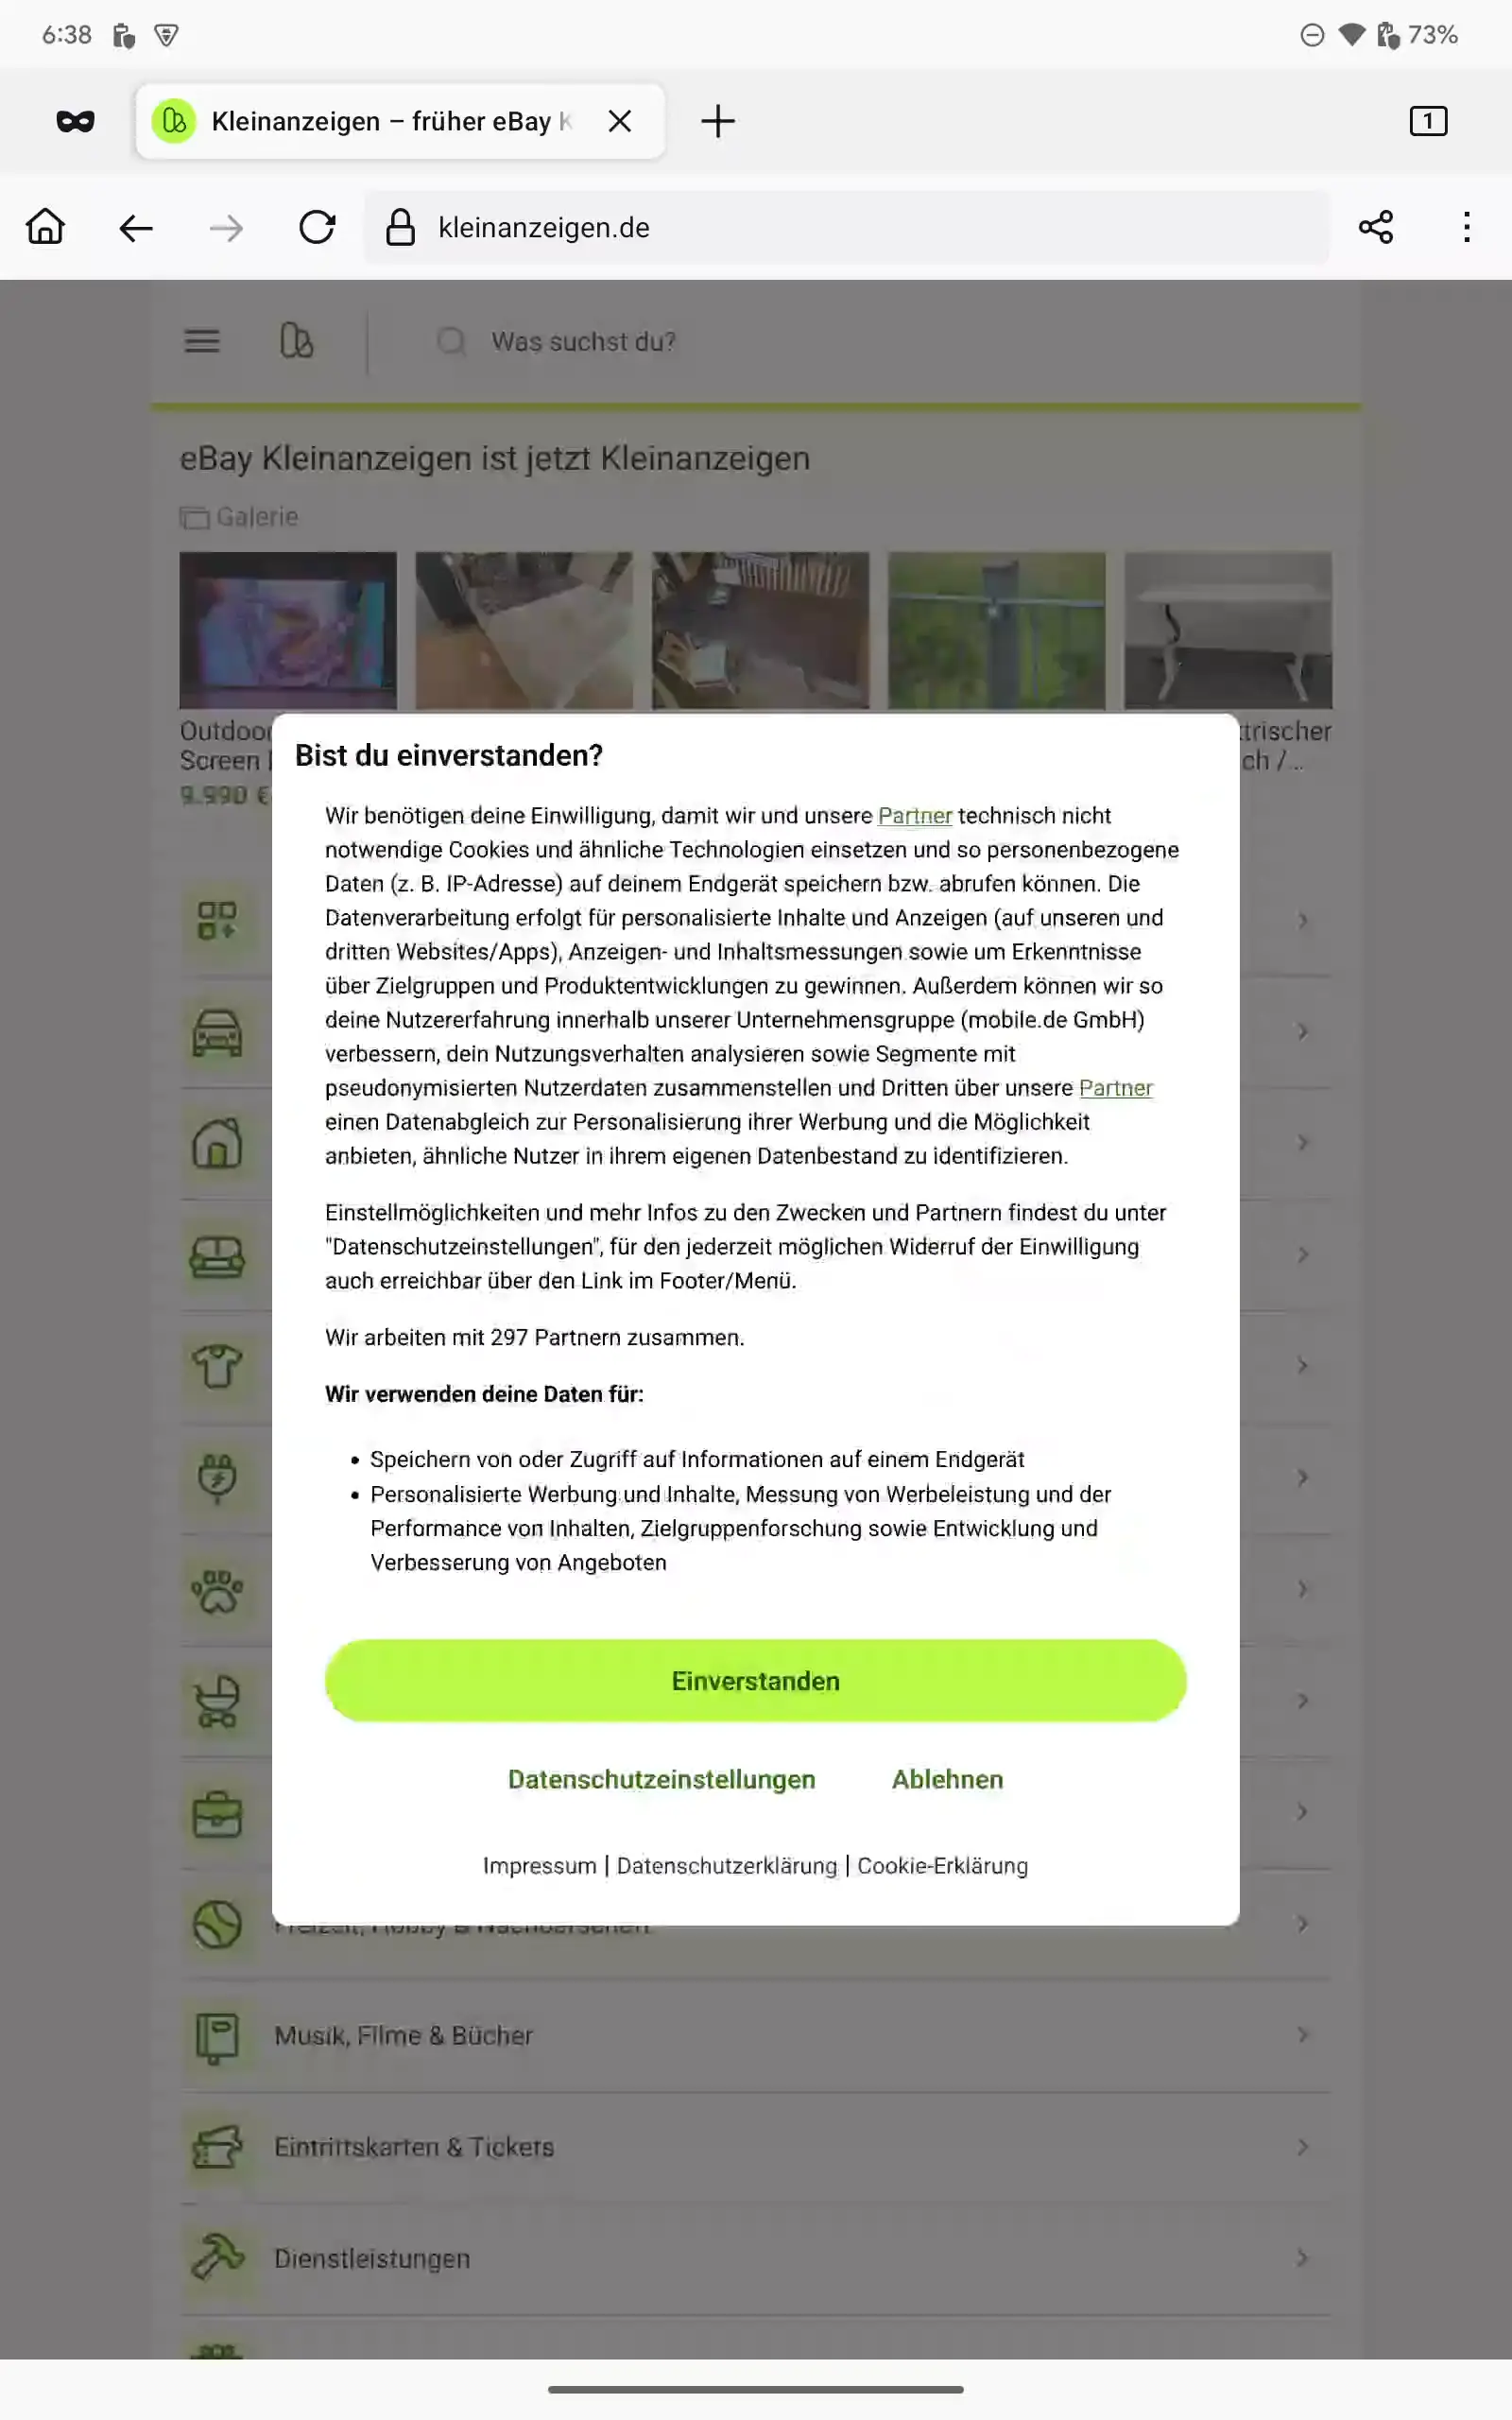 6:38
73%
Kleinanzeigen – früher eBay K
1
kleinanzeigen.de
Was suchst du?
eBay Kleinanzeigen ist jetzt Kleinanzeigen
Galerie
Outdoor
Screen
9.990 €
trischer
ch /...
Bist du einverstanden?
Wir benötigen deine Einwilligung, damit wir und unsere Partner technisch nicht
notwendige Cookies und ähnliche Technologien einsetzen und so personenbezogene
Daten (z. B. IP-Adresse) auf deinem Endgerät speichern bzw. abrufen können. Die
Datenverarbeitung erfolgt für personalisierte Inhalte und Anzeigen (auf unseren und
dritten Websites/Apps), Anzeigen- und Inhaltsmessungen sowie um Erkenntnisse
über Zielgruppen und Produktentwicklungen zu gewinnen. Außerdem können wir so
deine Nutzererfahrung innerhalb unserer Unternehmensgruppe (mobile.de GmbH)
verbessern, dein Nutzungsverhalten analysieren sowie Segmente mit
pseudonymisierten Nutzerdaten zusammenstellen und Dritten über unsere Partner
einen Datenabgleich zur Personalisierung ihrer Werbung und die Möglichkeit
anbieten, ähnliche Nutzer in ihrem eigenen Datenbestand zu identifizieren.
Einstellmöglichkeiten und mehr Infos zu den Zwecken und Partnern findest du unter
"Datenschutzeinstellungen", für den jederzeit möglichen Widerruf der Einwilligung
auch erreichbar über den Link im Footer/Menü.
Wir arbeiten mit 297 Partnern zusammen.
Wir verwenden deine Daten für:
• Speichern von oder Zugriff auf Informationen auf einem Endgerät
• Personalisierte Werbung und Inhalte, Messung von Werbeleistung und der
Performance von Inhalten, Zielgruppenforschung sowie Entwicklung und
Verbesserung von Angeboten
Einverstanden
Datenschutzeinstellungen Ablehnen
Impressum | Datenschutzerklärung | Cookie-Erklärung
Freizeit, Hobby & Nachbarschaft
Musik, Filme & Bücher
Eintrittskarten & Tickets
Dienstleistungen